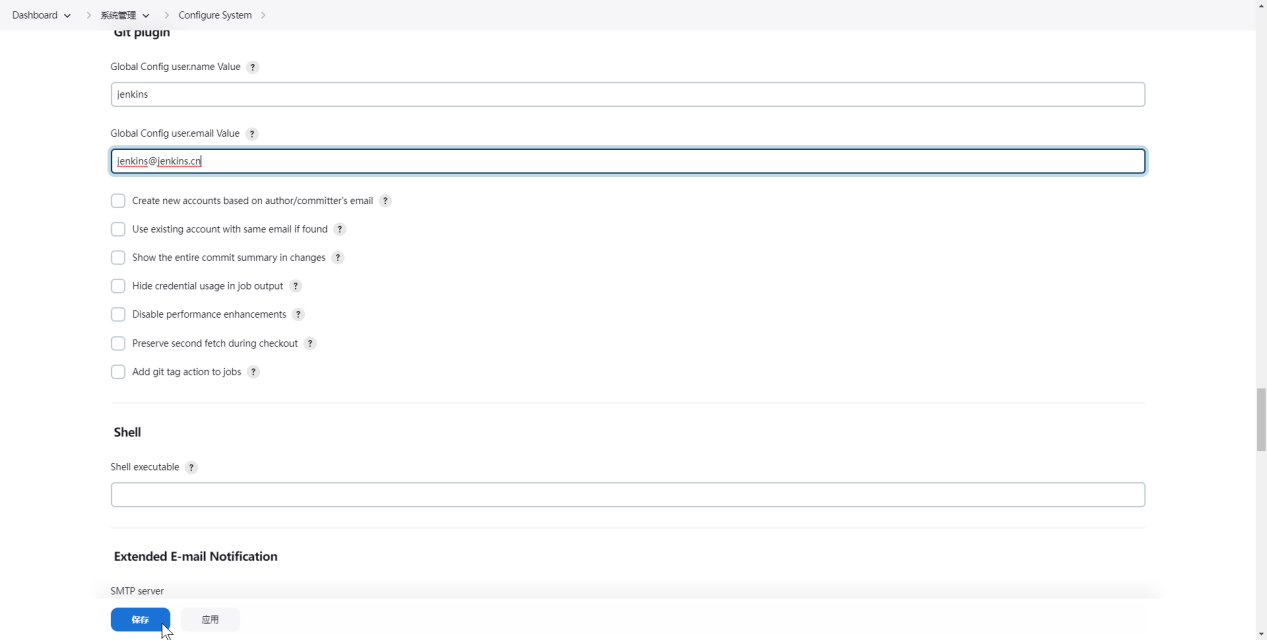 Dashboard 系统管理 Configure System
Git plugin
Global Config user.name Value ?
jenkins
Global Config user.email Value ?
jenkins@jenkins.cn
Create new accounts based on author/committer's email ?
Use existing account with same email if found ?
Show the entire commit summary in changes ?
Hide credential usage in job output ?
Disable performance enhancements ?
Preserve second fetch during checkout ?
Add git tag action to jobs ?
Shell
Shell executable ?
Extended E-mail Notification
SMTP server
保存 应用